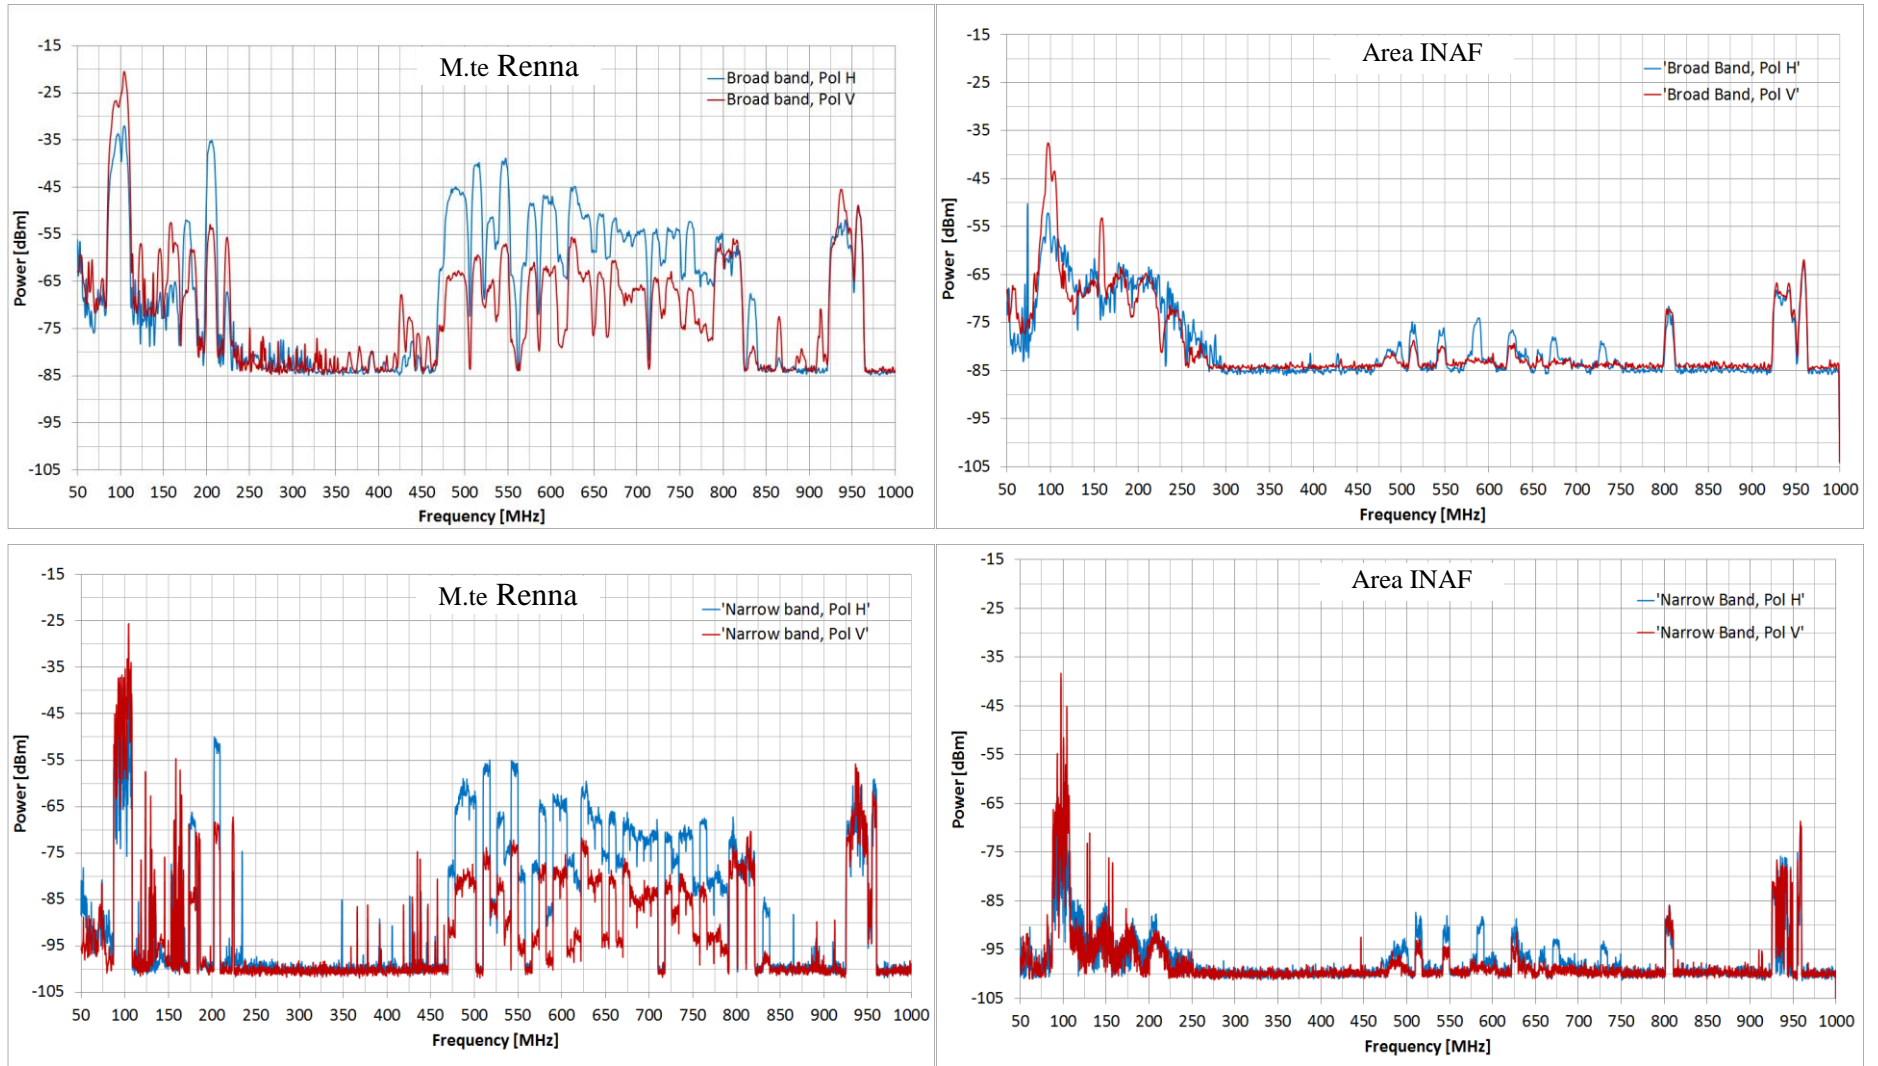 M.te Renna
Broad band, Pol H
Broad band, Pol V
Power [dBm]
-15
-25
-35
-45
-55
-65
-75
-85
-95
-105
50 100 150 200 250 300 350 400 450 500 550 600 650 700 750 800 850 900 950 1000
Frequency [MHz]
Area INAF
'Broad Band, Pol H'
'Broad Band, Pol V'
Power [dBm]
-15
-25
-35
-45
-55
-65
-75
-85
-95
-105
50 100 150 200 250 300 350 400 450 500 550 600 650 700 750 800 850 900 950 1000
Frequency [MHz]
M.te Renna
'Narrow band, Pol H'
'Narrow band, Pol V'
Power [dBm]
-15
-25
-35
-45
-55
-65
-75
-85
-95
-105
50 100 150 200 250 300 350 400 450 500 550 600 650 700 750 800 850 900 950 1000
Frequency [MHz]
Area INAF
'Narrow Band, Pol H'
'Narrow Band, Pol V'
Power [dBm]
-15
-25
-35
-45
-55
-65
-75
-85
-95
-105
50 100 150 200 250 300 350 400 450 500 550 600 650 700 750 800 850 900 950 1000
Frequency [MHz]